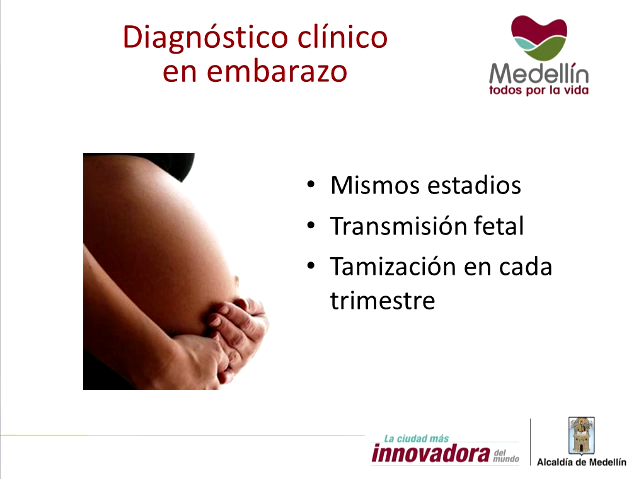 Diagnóstico clínico
en embarazo
Medellín
todos por la vida
• Mismos estadios
• Transmisión fetal
• Tamización en cada
trimestre
La ciudad más
innovadora del
mundo
Alcaldía de Medellín